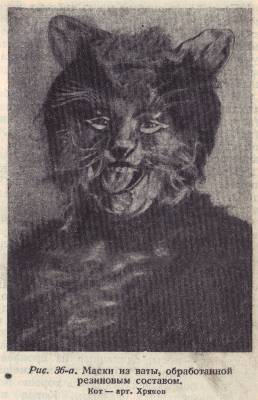 Рис. 36-а. Маски из ваты, обработанной
резиновым составом.
Кот — арт. Хряков